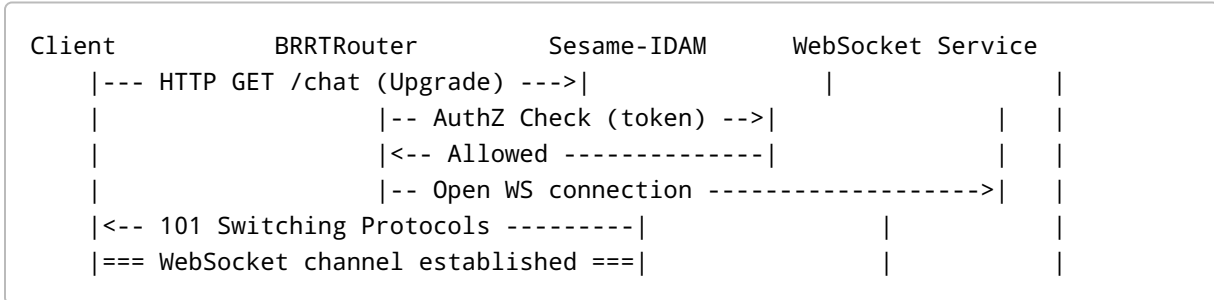 Client             BRRTRouter         Sesame-IDAM      WebSocket Service
    |--- HTTP GET /chat (Upgrade) --->|                |               |
    |                  |-- AuthZ Check (token) -->|               |   |
    |                  |<-- Allowed --------------|               |   |
    |                  |-- Open WS connection ------------------->|   |
    |<-- 101 Switching Protocols ---------|                |           |
    |=== WebSocket channel established ===|                |           |